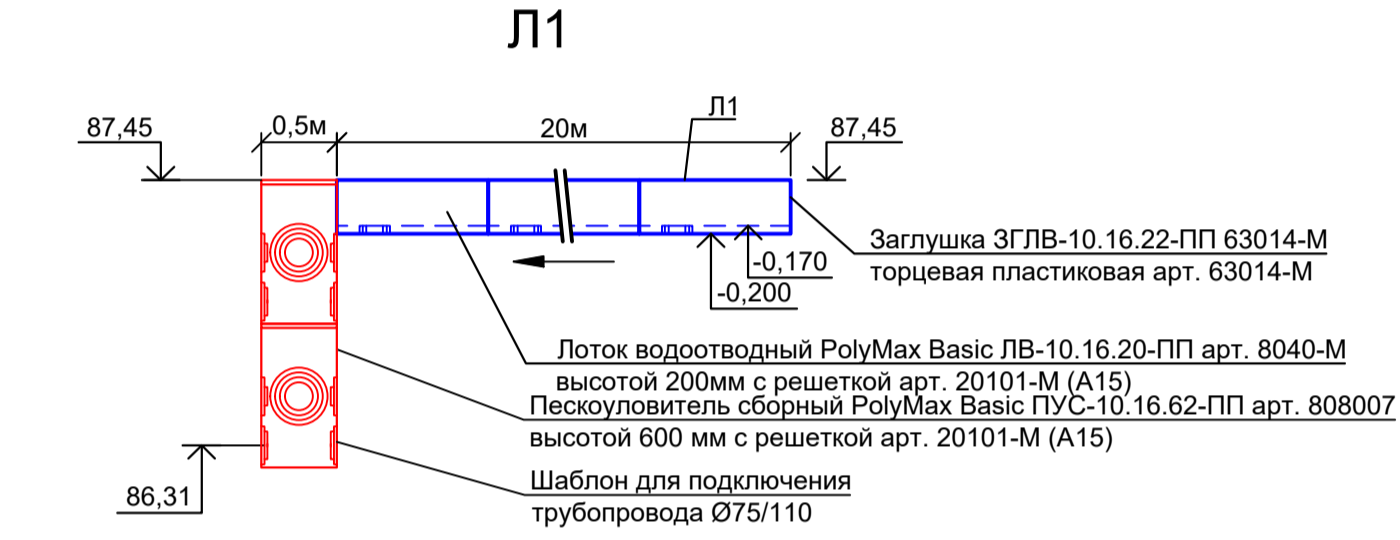 Л1
87,45
0,5м
20м
Л1
87,45
Заглушка ЗГЛВ-10.16.22-ПП 63014-М
торцевая пластиковая арт. 63014-М
-0,170
-0,200
Лоток водоотводный PolyMax Basic ЛВ-10.16.20-ПП арт. 8040-М
высотой 200мм с решеткой арт. 20101-М (А15)
Пескоуловитель сборный PolyMax Basic ПУС-10.16.62-ПП арт. 808007
высотой 600 мм с решеткой арт. 20101-М (А15)
Шаблон для подключения
трубопровода Ø75/110
86,31